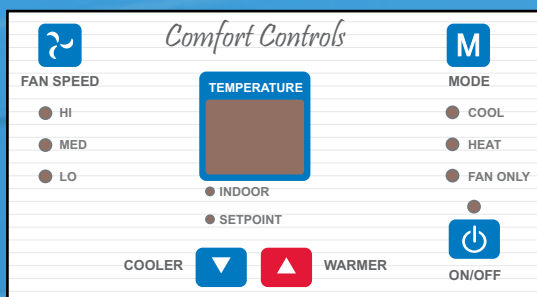 Comfort Controls
M
FAN SPEED
MODE
TEMPERATURE
HI
COOL
MED
HEAT
LO
FAN ONLY
INDOOR
SETPOINT
COOLER
WARMER
ON/OFF